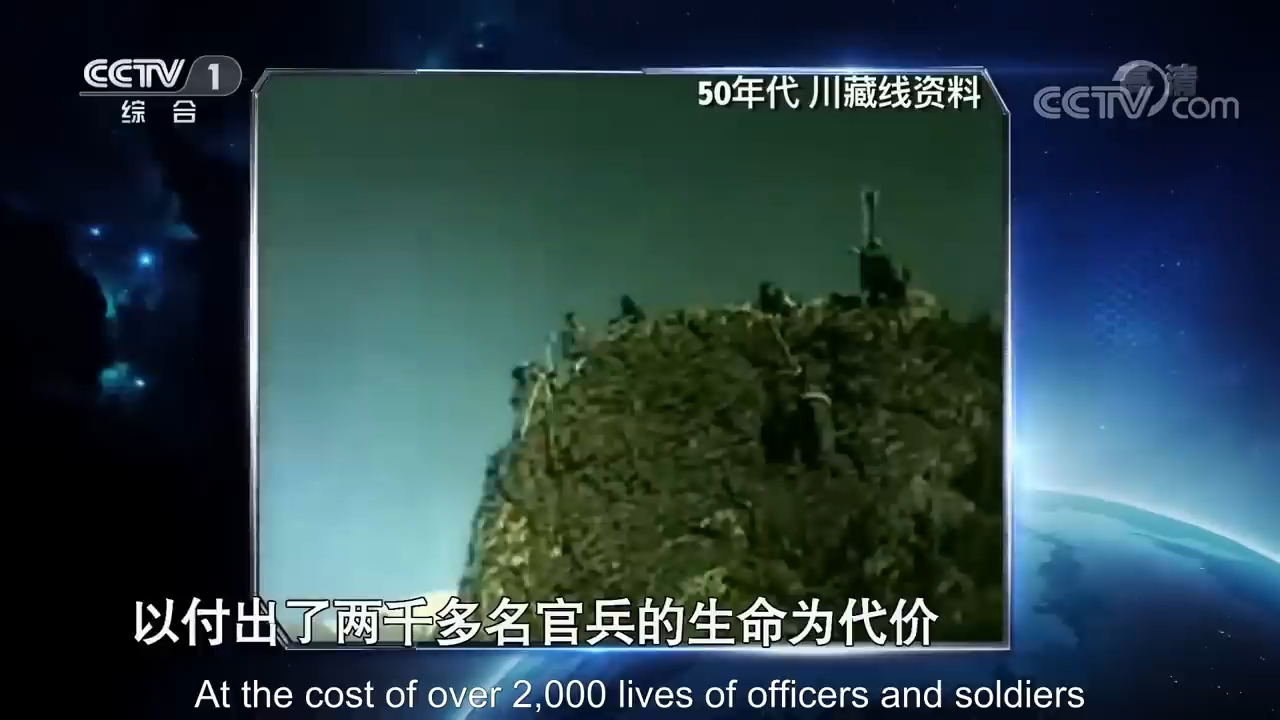 CCTV 1
综合
高清
CCTV.com
50年代 川藏线资料
以付出了两千多名官兵的生命为代价
At the cost of over 2,000 lives of officers and soldiers